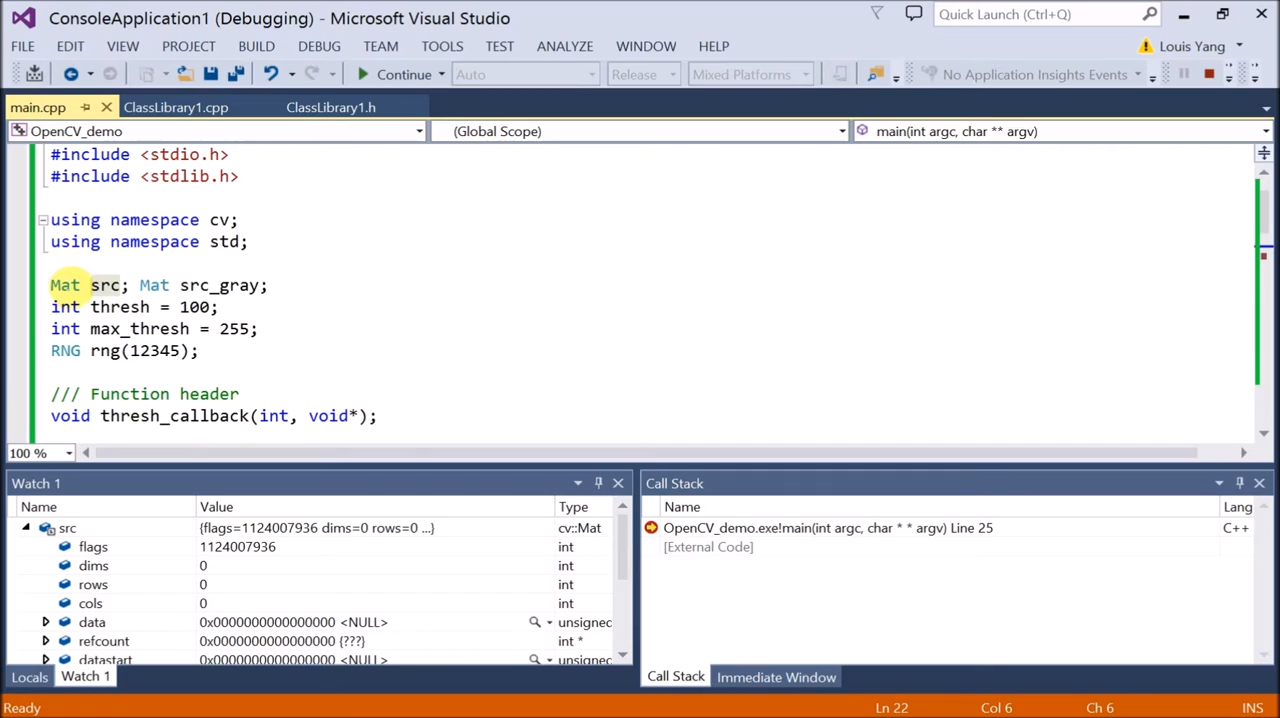 ConsoleApplication1 (Debugging) - Microsoft Visual Studio
Quick Launch (Ctrl+Q)
FILE EDIT VIEW PROJECT BUILD DEBUG TEAM TOOLS TEST ANALYZE WINDOW HELP Louis Yang
Continue Auto Release Mixed Platforms No Application Insights Events
main.cpp ClassLibrary1.cpp ClassLibrary1.h
OpenCV_demo (Global Scope) main(int argc, char ** argv)
#include <stdio.h>
#include <stdlib.h>
using namespace cv;
using namespace std;
Mat src; Mat src_gray;
int thresh = 100;
int max_thresh = 255;
RNG rng(12345);
/// Function header
void thresh_callback(int, void*);
100 %
Watch 1
Name Value Type
src {flags=1124007936 dims=0 rows=0 ...} cv::Mat
flags 1124007936 int
dims 0 int
rows 0 int
cols 0 int
data 0x0000000000000000 <NULL> unsigned
refcount 0x0000000000000000 {???} int *
datastart 0x0000000000000000 <NULL> unsigned
Locals Watch 1
Call Stack
Name Lang
OpenCV_demo.exe!main(int argc, char * * argv) Line 25 C++
[External Code]
Call Stack Immediate Window
Ready Ln 22 Col 6 Ch 6 INS